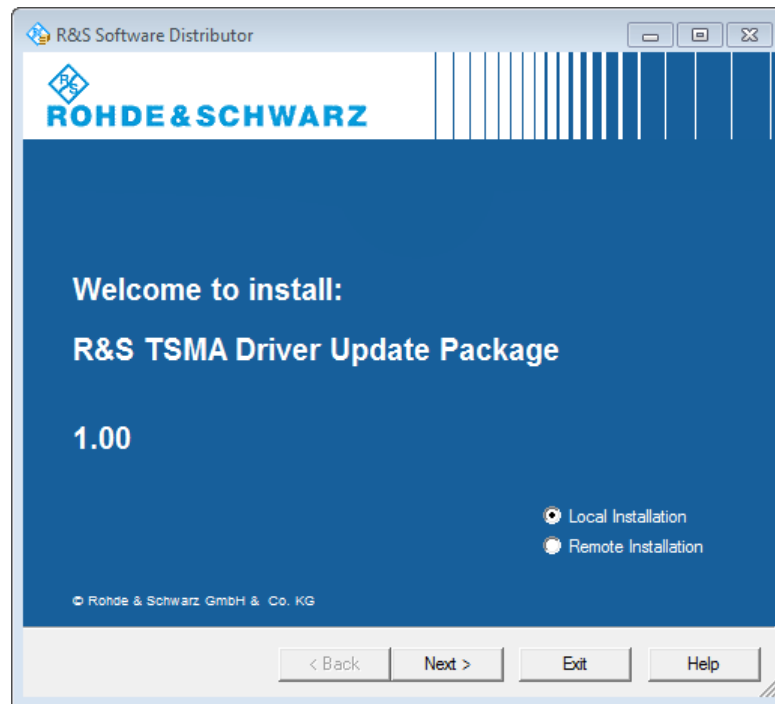 R&S Software Distributor
R&S
ROHDE&SCHWARZ
Welcome to install:
R&S TSMA Driver Update Package
1.00
Local Installation
Remote Installation
© Rohde & Schwarz GmbH & Co. KG
< Back
Next >
Exit
Help